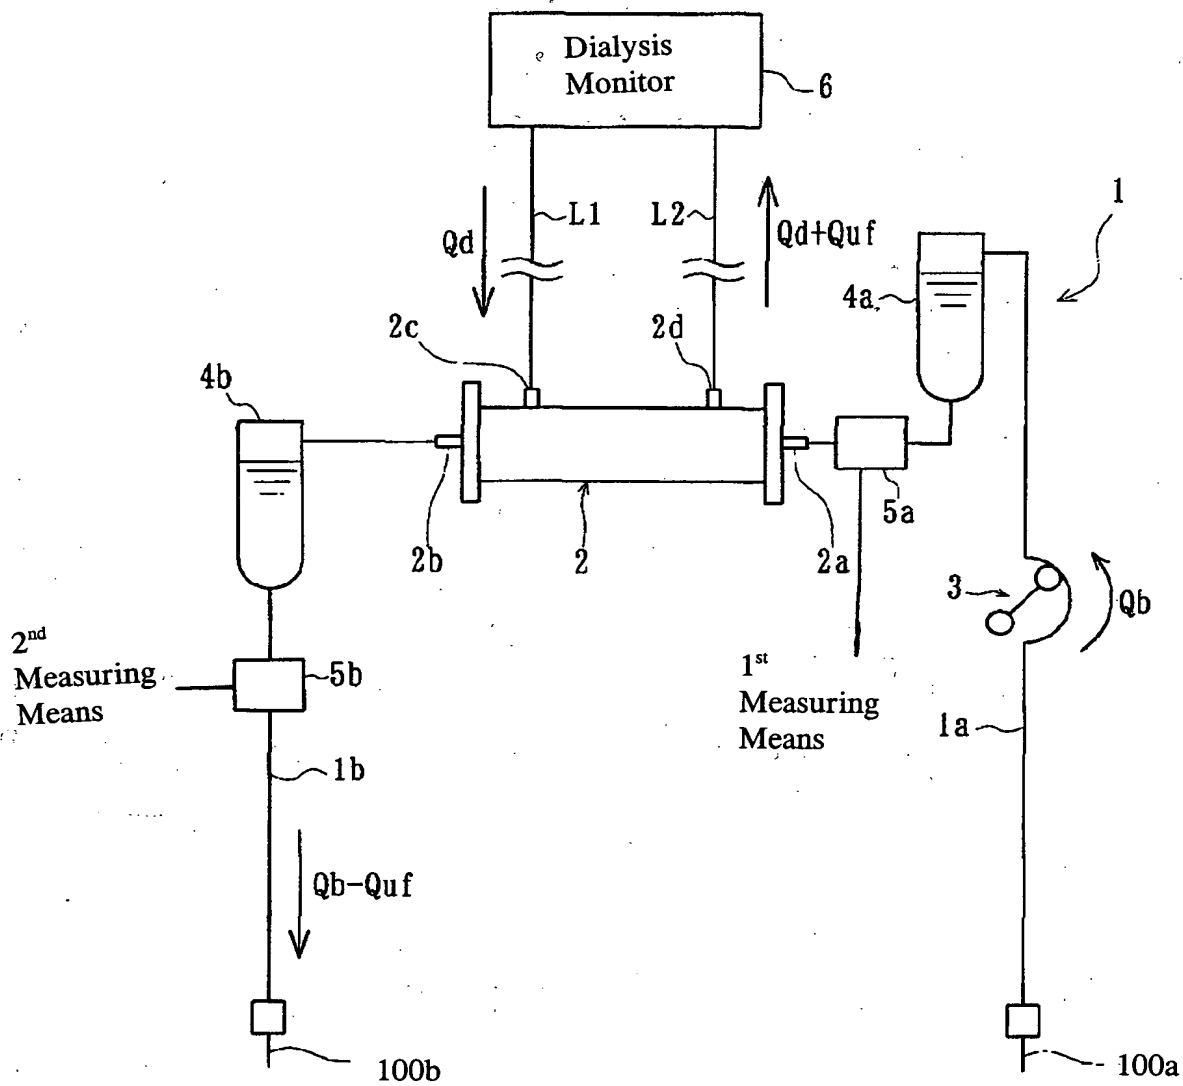 Dialysis
Monitor
6
1
L1
L2
Qd
Qd+Quf
4a
2c
2d
4b
5a
2b
2
2a
3
Qb
2nd
Measuring
Means
5b
1st
Measuring
Means
1a
1b
Qb-Quf
100b
100a